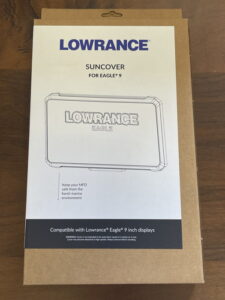 LOWRANCE®
SUNCOVER
FOR EAGLE® 9
LOWRANCE
EAGLE
Keep your MFD
safe from the
harsh marine
environment
Compatible with Lowrance® Eagle® 9 inch displays